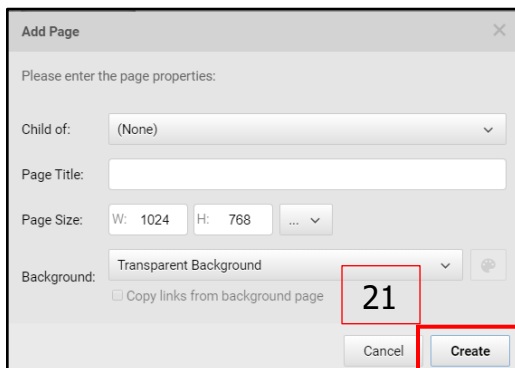 Add Page
Please enter the page properties:
Child of: (None)
Page Title:
Page Size: W: 1024 H: 768 ...
Background: Transparent Background
Copy links from background page
21
Cancel Create